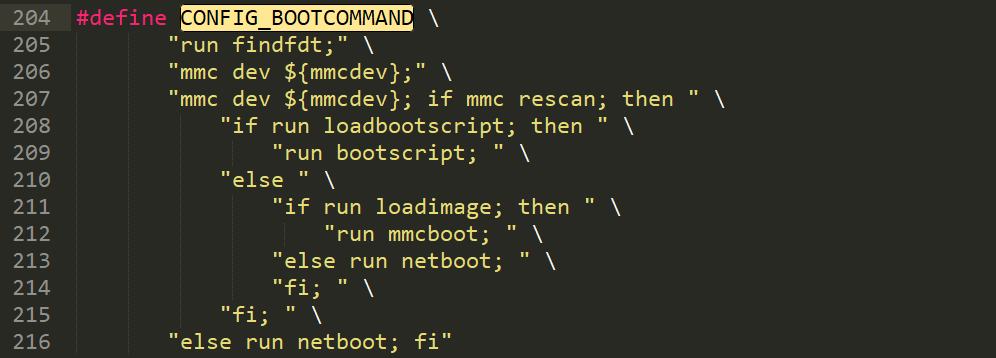 204 #define CONFIG_BOOTCOMMAND \
205 "run findfdt;" \
206 "mmc dev ${mmcdev};" \
207 "mmc dev ${mmcdev}; if mmc rescan; then " \
208 "if run loadbootscript; then " \
209 "run bootscript; " \
210 "else " \
211 "if run loadimage; then " \
212 "run mmcboot; " \
213 "else run netboot; " \
214 "fi; " \
215 "fi; " \
216 "else run netboot; fi"